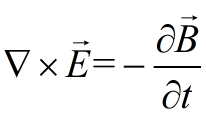 ∇ × E⃗ = − ∂B⃗ / ∂t